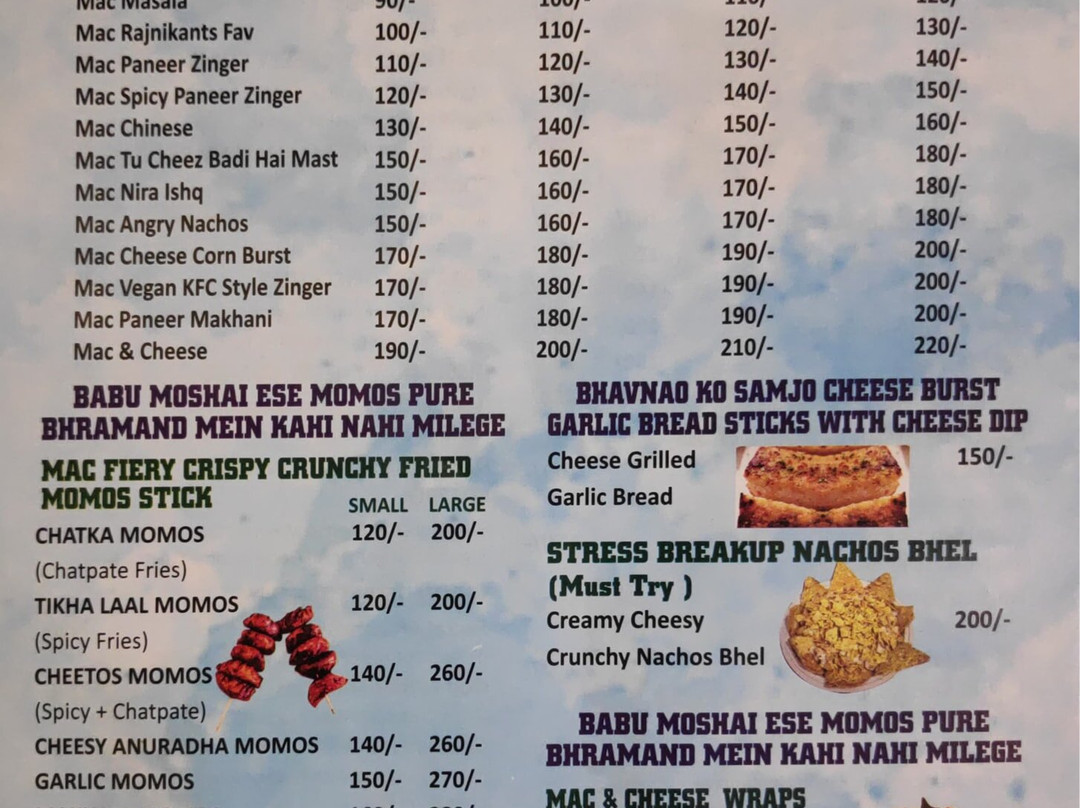 Mac Masala 90/- 100/- 110/- 120/-
Mac Rajnikants Fav 100/- 110/- 120/- 130/-
Mac Paneer Zinger 110/- 120/- 130/- 140/-
Mac Spicy Paneer Zinger 120/- 130/- 140/- 150/-
Mac Chinese 130/- 140/- 150/- 160/-
Mac Tu Cheez Badi Hai Mast 150/- 160/- 170/- 180/-
Mac Nira Ishq 150/- 160/- 170/- 180/-
Mac Angry Nachos 150/- 160/- 170/- 180/-
Mac Cheese Corn Burst 170/- 180/- 190/- 200/-
Mac Vegan KFC Style Zinger 170/- 180/- 190/- 200/-
Mac Paneer Makhani 170/- 180/- 190/- 200/-
Mac & Cheese 190/- 200/- 210/- 220/-
BABU MOSHAI ESE MOMOS PURE
BHRAMAND MEIN KAHI NAHI MILEGE
MAC FIERY CRISPY CRUNCHY FRIED
MOMOS STICK
SMALL LARGE
CHATKA MOMOS 120/- 200/-
(Chatpate Fries)
TIKHA LAAL MOMOS 120/- 200/-
(Spicy Fries)
CHEETOS MOMOS 140/- 260/-
(Spicy + Chatpate)
CHEESY ANURADHA MOMOS 140/- 260/-
GARLIC MOMOS 150/- 270/-
BHAVNAO KO SAMJO CHEESE BURST
GARLIC BREAD STICKS WITH CHEESE DIP
Cheese Grilled 150/-
Garlic Bread
STRESS BREAKUP NACHOS BHEL
(Must Try )
Creamy Cheesy 200/-
Crunchy Nachos Bhel
BABU MOSHAI ESE MOMOS PURE
BHRAMAND MEIN KAHI NAHI MILEGE
MAC & CHEESE WRAPS